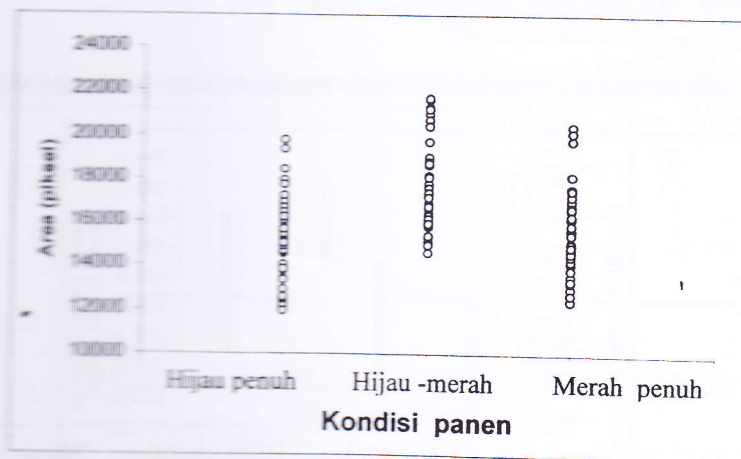 24000
22000
20000
18000
16000
14000
12000
10000
Area (piksel)
Hijau penuh
Hijau -merah
Merah penuh
Kondisi panen